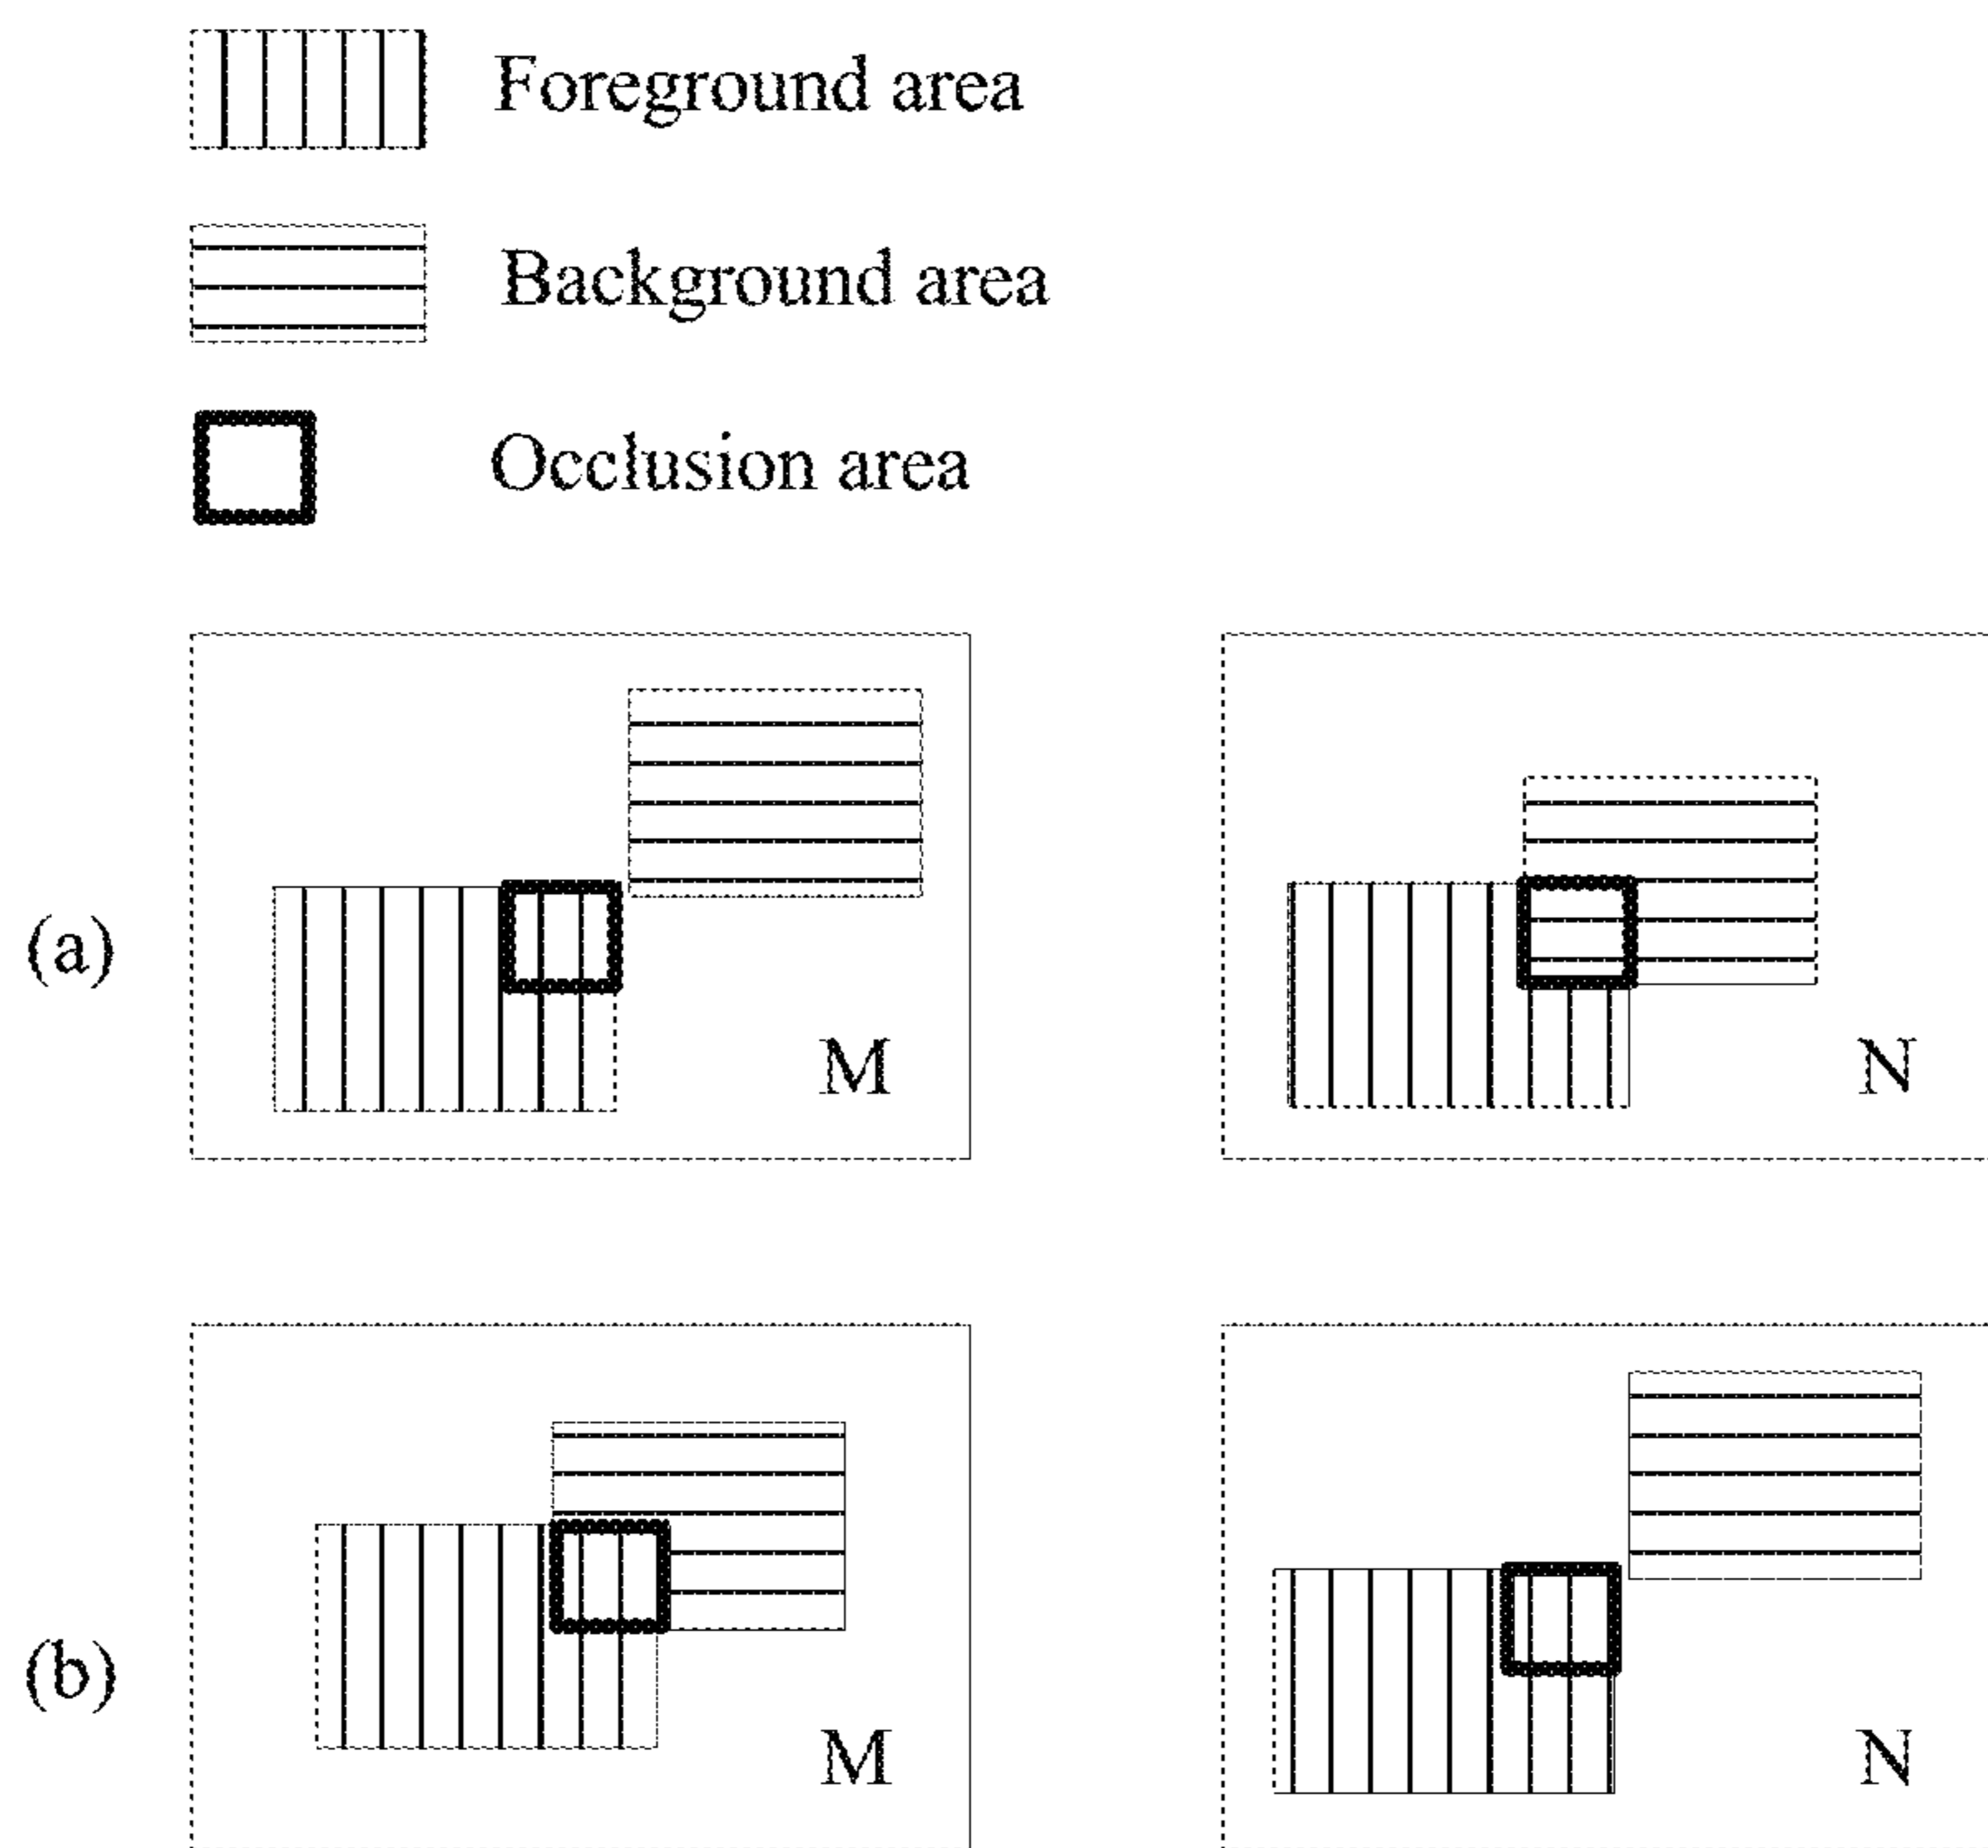 Foreground area
Background area
Occlusion area
(a)
M
N
(b)
M
N